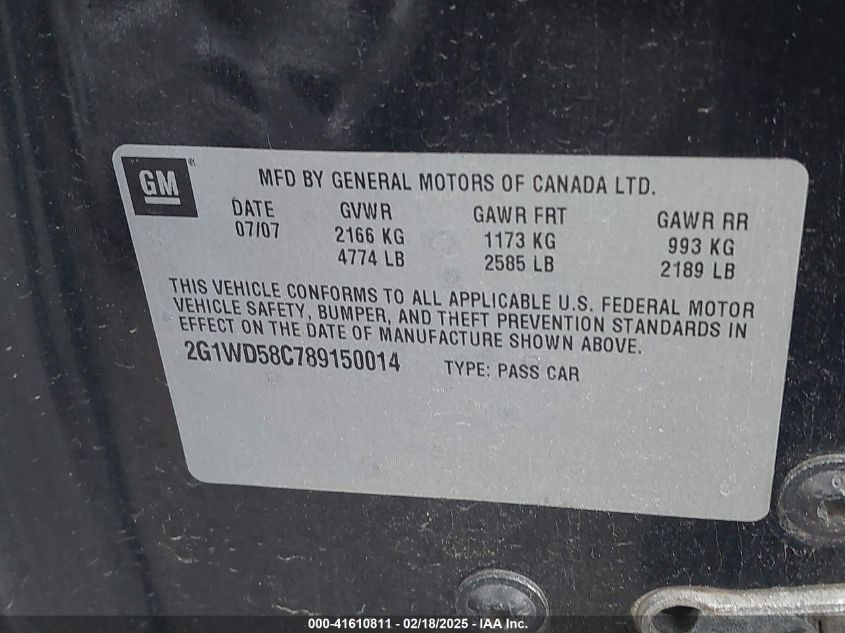 GM
MFD BY GENERAL MOTORS OF CANADA LTD.
DATE GVWR GAWR FRT GAWR RR
07/07 2166 KG 1173 KG 993 KG
4774 LB 2585 LB 2189 LB
THIS VEHICLE CONFORMS TO ALL APPLICABLE U.S. FEDERAL MOTOR
VEHICLE SAFETY, BUMPER, AND THEFT PREVENTION STANDARDS IN
EFFECT ON THE DATE OF MANUFACTURE SHOWN ABOVE.
2G1WD58C789150014 TYPE: PASS CAR
000-41610811 - 02/18/2025 - IAA Inc.